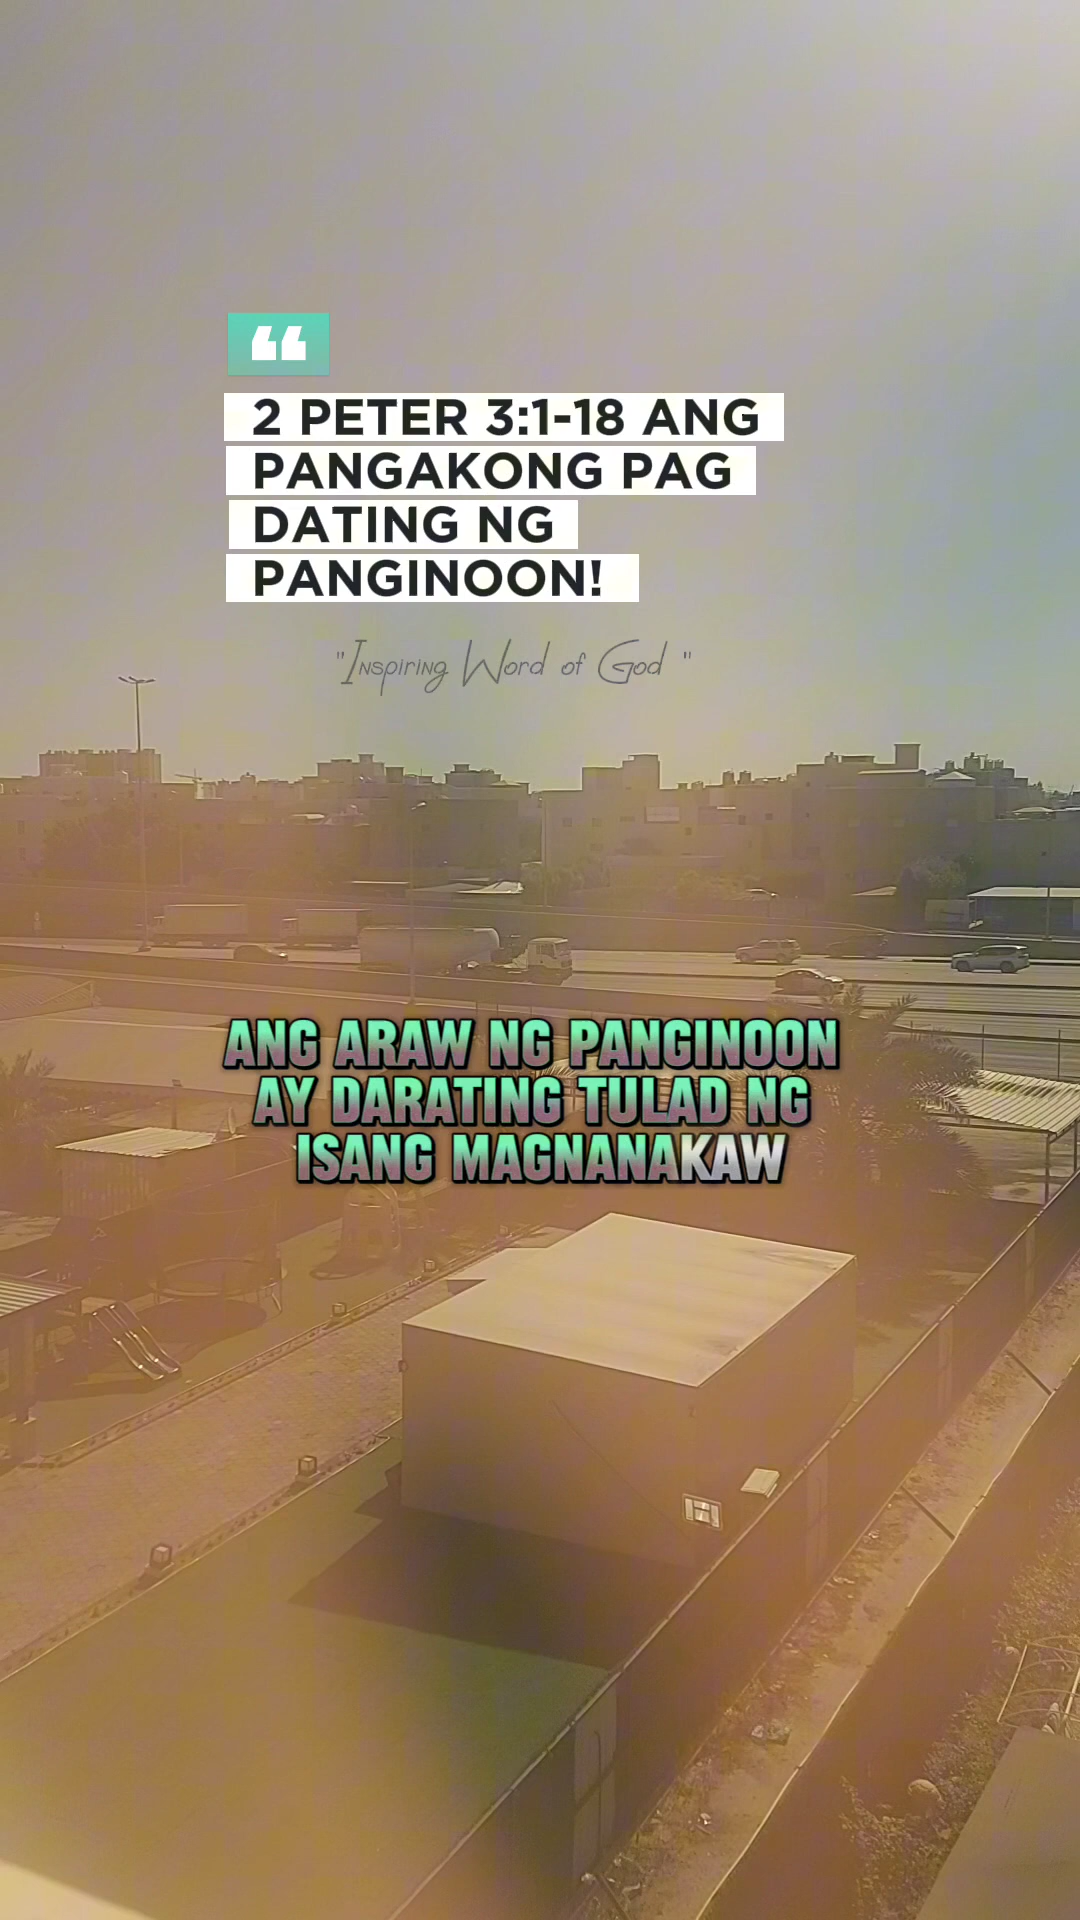 “
2 PETER 3:1-18 ANG
PANGAKONG PAG
DATING NG
PANGINOON!
"Inspiring Word of God "
ANG ARAW NG PANGINOON
AY DARATING TULAD NG
ISANG MAGNANAKAW